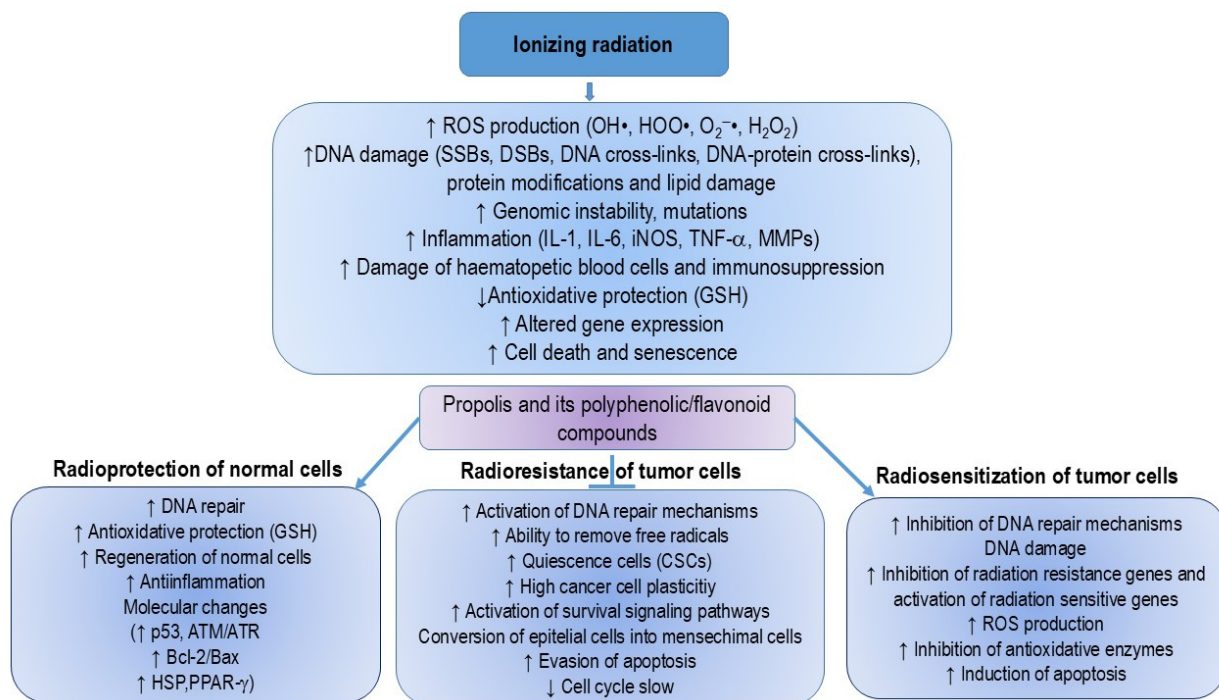 Ionizing radiation
↑ ROS production (OH•, HOO•, O₂⁻•, H₂O₂)
↑DNA damage (SSBs, DSBs, DNA cross-links, DNA-protein cross-links),
protein modifications and lipid damage
↑ Genomic instability, mutations
↑ Inflammation (IL-1, IL-6, iNOS, TNF-α, MMPs)
↑ Damage of haematopetic blood cells and immunosuppression
↓Antioxidative protection (GSH)
↑ Altered gene expression
↑ Cell death and senescence
Propolis and its polyphenolic/flavonoid
compounds
Radioprotection of normal cells
↑ DNA repair
↑ Antioxidative protection (GSH)
↑ Regeneration of normal cells
↑ Antiinflammation
Molecular changes
(↑ p53, ATM/ATR
↑ Bcl-2/Bax
↑ HSP,PPAR-γ)
Radioresistance of tumor cells
↑ Activation of DNA repair mechanisms
↑ Ability to remove free radicals
↑ Quiescence cells (CSCs)
↑ High cancer cell plasticitiy
↑ Activation of survival signaling pathways
Conversion of epitelial cells into mensechimal cells
↑ Evasion of apoptosis
↓ Cell cycle slow
Radiosensitization of tumor cells
↑ Inhibition of DNA repair mechanisms
DNA damage
↑ Inhibition of radiation resistance genes and
activation of radiation sensitive genes
↑ ROS production
↑ Inhibition of antioxidative enzymes
↑ Induction of apoptosis